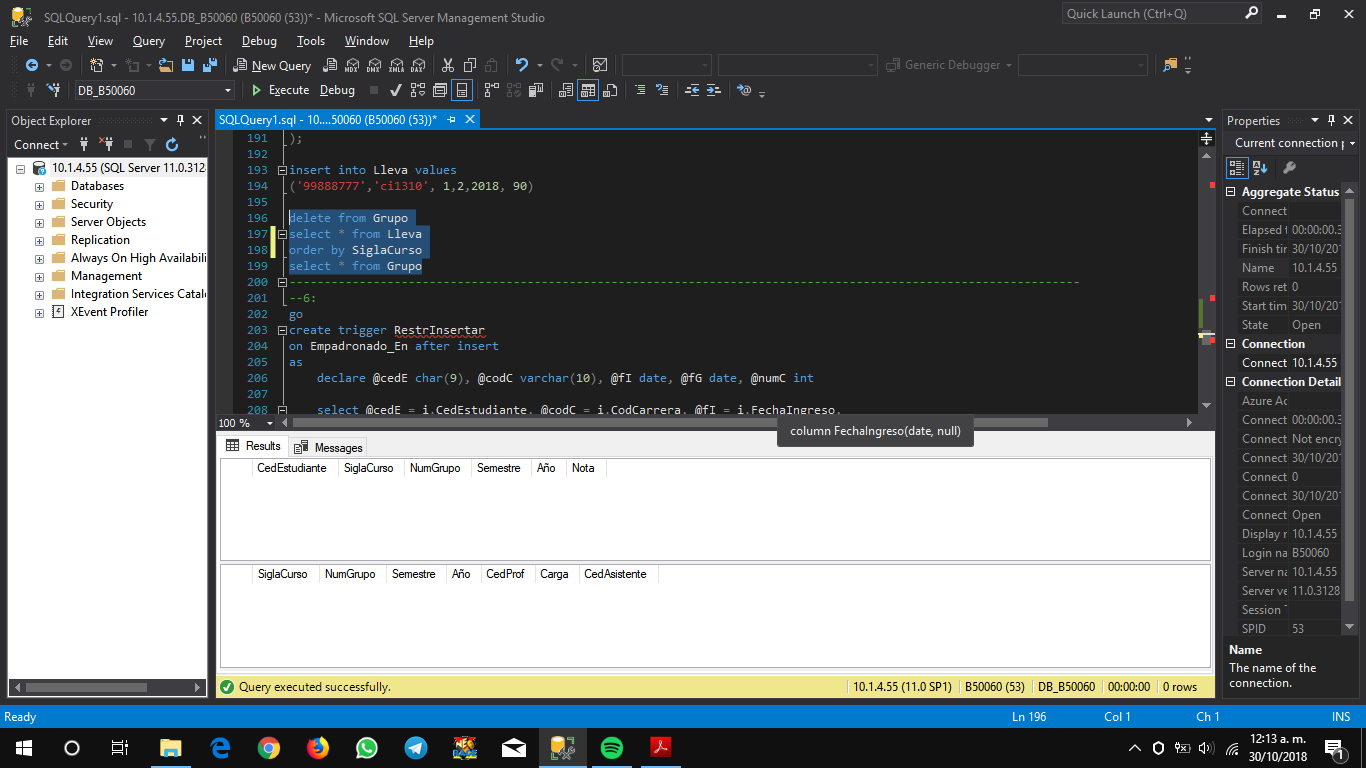 SQLQuery1.sql - 10.1.4.55.DB_B50060 (B50060 (53))* - Microsoft SQL Server Management Studio
Quick Launch (Ctrl+Q)
File Edit View Query Project Debug Tools Window Help
New Query
MDX DMX XMLA DAX
Generic Debugger
DB_B50060
Execute Debug
Object Explorer
Connect
10.1.4.55 (SQL Server 11.0.3128
Databases
Security
Server Objects
Replication
Always On High Availabili
Management
Integration Services Catal
XEvent Profiler
SQLQuery1.sql - 10....50060 (B50060 (53))*
191 );
192
193 insert into Lleva values
194 ('99888777','ci1310', 1,2,2018, 90)
195
196 delete from Grupo
197 select * from Lleva
198 order by SiglaCurso
199 select * from Grupo
200 --------------------------------------------------------------------------------
201 --6:
202 go
203 create trigger RestrInsertar
204 on Empadronado_En after insert
205 as
206 declare @cedE char(9), @codC varchar(10), @fI date, @fG date, @numC int
207
208 select @cedE = i.CedEstudiante, @codC = i.CodCarrera, @fI = i.FechaIngreso,
100 %
column FechaIngreso(date, null)
Results Messages
CedEstudiante SiglaCurso NumGrupo Semestre Año Nota
SiglaCurso NumGrupo Semestre Año CedProf Carga CedAsistente
Query executed successfully.
10.1.4.55 (11.0 SP1) B50060 (53) DB_B50060 00:00:00 0 rows
Properties
Current connection p
Aggregate Status
Connect
Elapsed t 00:00:00.3
Finish tir 30/10/201
Name 10.1.4.55
Rows ret 0
Start tim 30/10/201
State Open
Connection
Connect 10.1.4.55
Connection Detail
Azure Ac
Connect 00:00:00.3
Connect Not encry
Connect 30/10/201
Connect 0
Connect 30/10/201
Connect Open
Display r 10.1.4.55
Login na B50060
Server na 10.1.4.55
Server ve 11.0.3128
Session
SPID 53
Name
The name of the
connection.
Ready
Ln 196 Col 1 Ch 1 INS
12:13 a. m.
30/10/2018
1